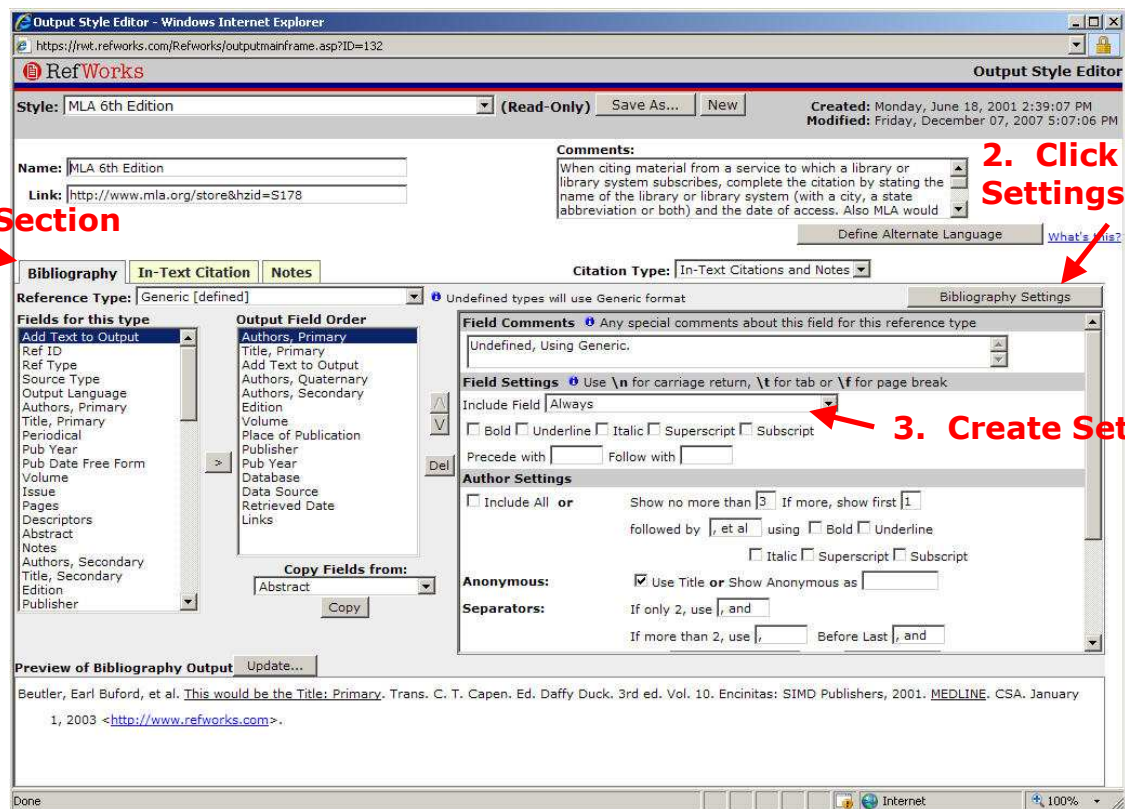 Output Style Editor - Windows Internet Explorer
https://rwt.refworks.com/Refworks/outputmainframe.asp?ID=132
RefWorks
Output Style Editor
Style: MLA 6th Edition (Read-Only) Save As... New
Created: Monday, June 18, 2001 2:39:07 PM
Modified: Friday, December 07, 2007 5:07:06 PM
Name: MLA 6th Edition
Link: http://www.mla.org/store&hzid=S178
Comments:
When citing material from a service to which a library or
library system subscribes, complete the citation by stating the
name of the library or library system (with a city, a state
abbreviation or both) and the date of access. Also MLA would
2. Click
Settings
Section
Define Alternate Language What's this?
Bibliography In-Text Citation Notes
Citation Type: In-Text Citations and Notes
Reference Type: Generic [defined] Undefined types will use Generic format
Bibliography Settings
Fields for this type
Add Text to Output
Ref ID
Ref Type
Source Type
Output Language
Authors, Primary
Title, Primary
Periodical
Pub Year
Pub Date Free Form
Volume
Issue
Pages
Descriptors
Abstract
Notes
Authors, Secondary
Title, Secondary
Edition
Publisher
>
Output Field Order
Authors, Primary
Title, Primary
Add Text to Output
Authors, Quaternary
Authors, Secondary
Edition
Volume
Place of Publication
Publisher
Pub Year
Database
Data Source
Retrieved Date
Links
Copy Fields from:
Abstract
Copy
/\
V
Del
Field Comments Any special comments about this field for this reference type
Undefined, Using Generic.
Field Settings Use \n for carriage return, \t for tab or \f for page break
Include Field Always
Bold Underline Italic Superscript Subscript
3. Create Set
Precede with Follow with
Author Settings
Include All or Show no more than 3 If more, show first 1
followed by , et al using Bold Underline
Italic Superscript Subscript
Anonymous: Use Title or Show Anonymous as
Separators: If only 2, use , and
If more than 2, use , Before Last , and
Preview of Bibliography Output Update...
Beutler, Earl Buford, et al. This would be the Title: Primary. Trans. C. T. Capen. Ed. Daffy Duck. 3rd ed. Vol. 10. Encinitas: SIMD Publishers, 2001. MEDLINE. CSA. January
1, 2003 <http://www.refworks.com>.
Done
Internet
100%